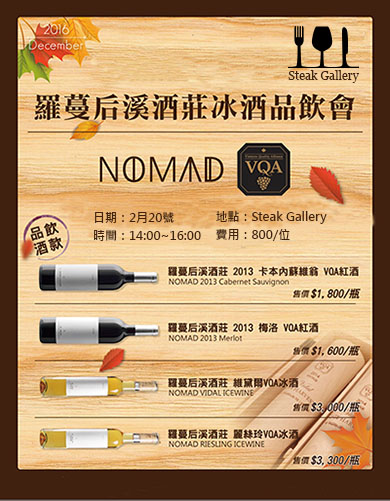 2016
December
Steak Gallery
羅蔓后溪酒莊冰酒品飲會
NOMAD
VQA
日期：2月20號
地點：Steak Gallery
時間：14:00~16:00
費用：800/位
品飲
酒款
羅蔓后溪酒莊 2013 卡本內蘇維翁 VQA紅酒
NOMAD 2013 Cabernet Sauvignon
售價 $1,800/瓶
羅蔓后溪酒莊 2013 梅洛 VQA紅酒
NOMAD 2013 Merlot
售價 $1,600/瓶
羅蔓后溪酒莊 維黛爾VQA冰酒
NOMAD VIDAL ICEWINE
售價 $3,000/瓶
羅蔓后溪酒莊 麗絲玲VQA冰酒
NOMAD RIESLING ICEWINE
售價 $3,300/瓶